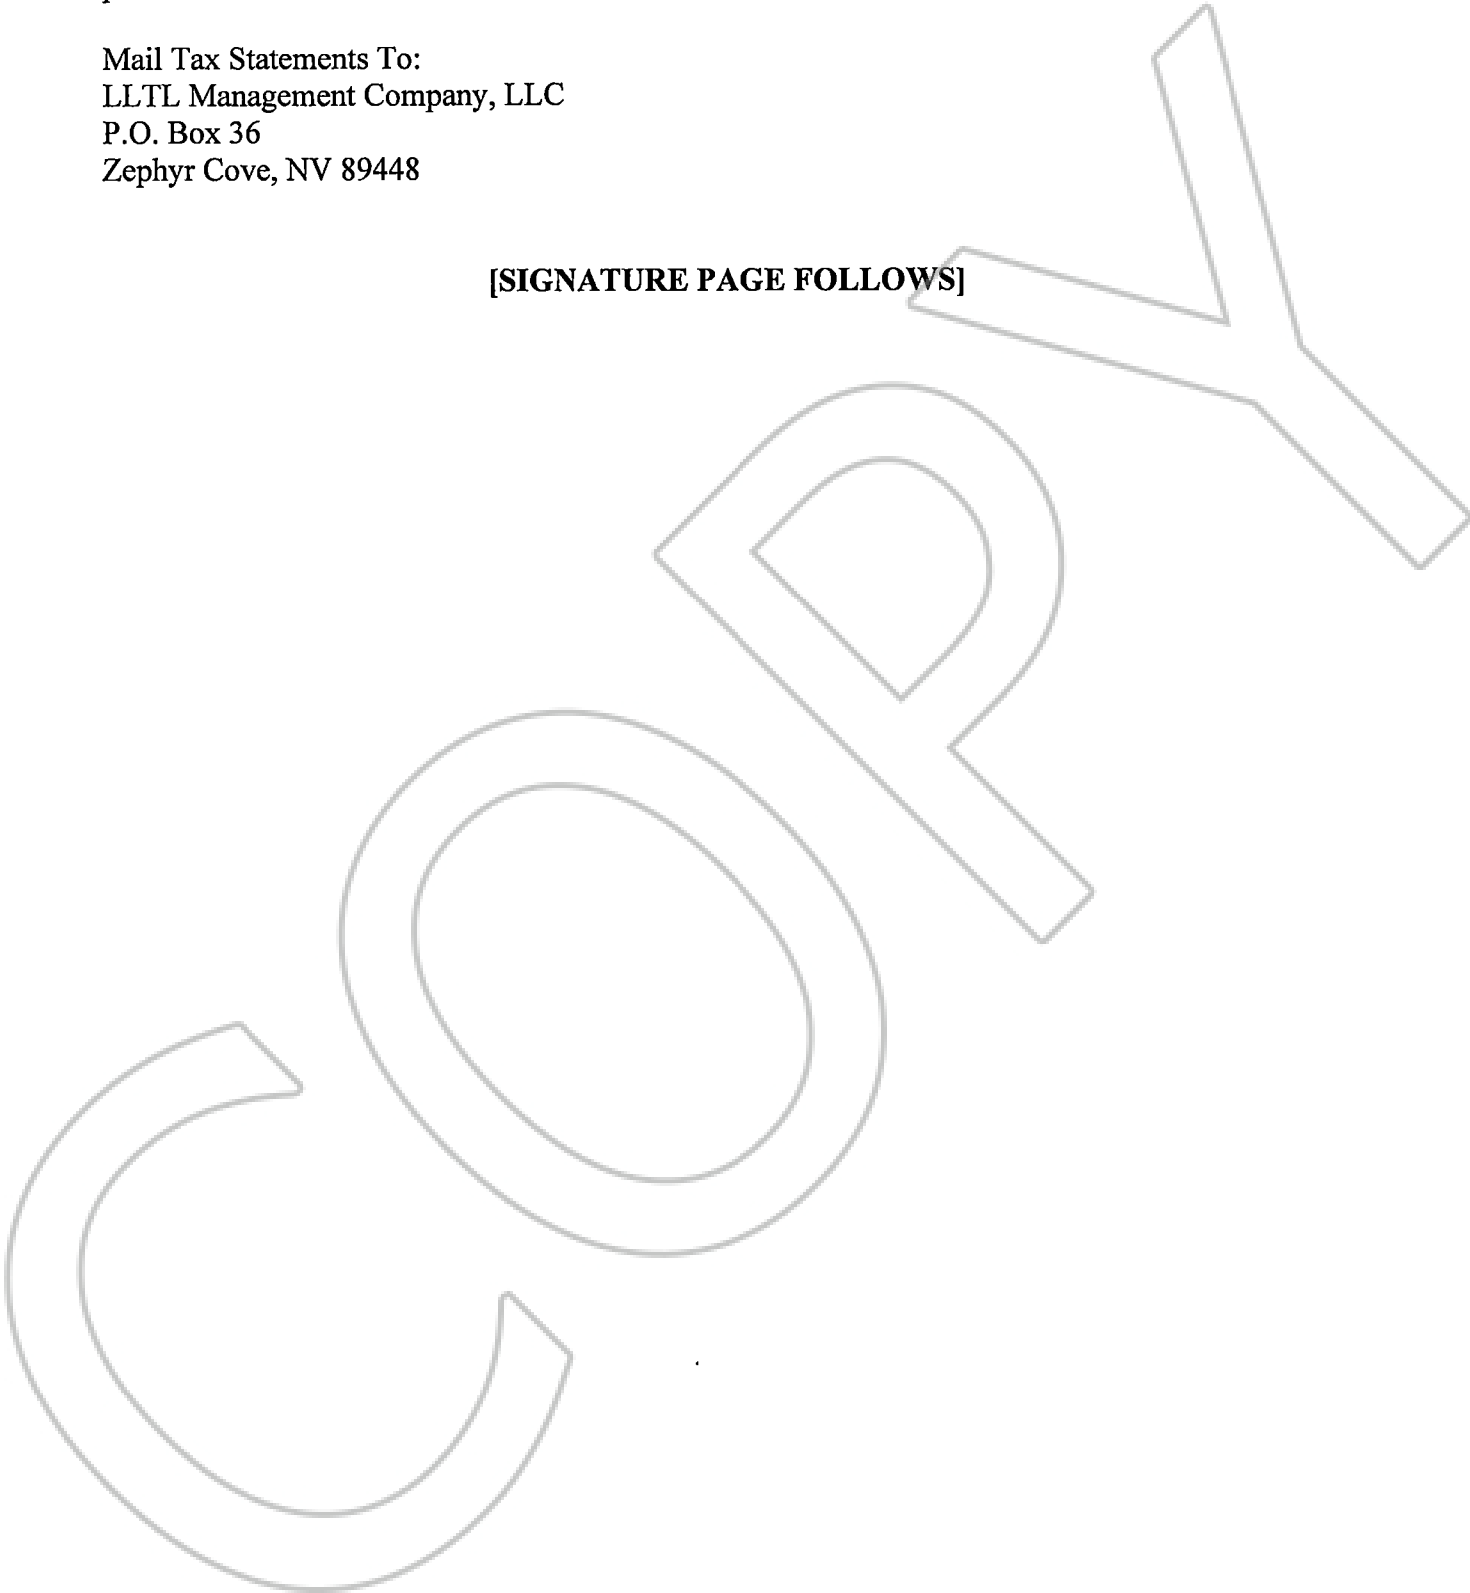 Mail Tax Statements To:
LLTL Management Company, LLC
P.O. Box 36
Zephyr Cove, NV 89448
[SIGNATURE PAGE FOLLOWS]
COPY